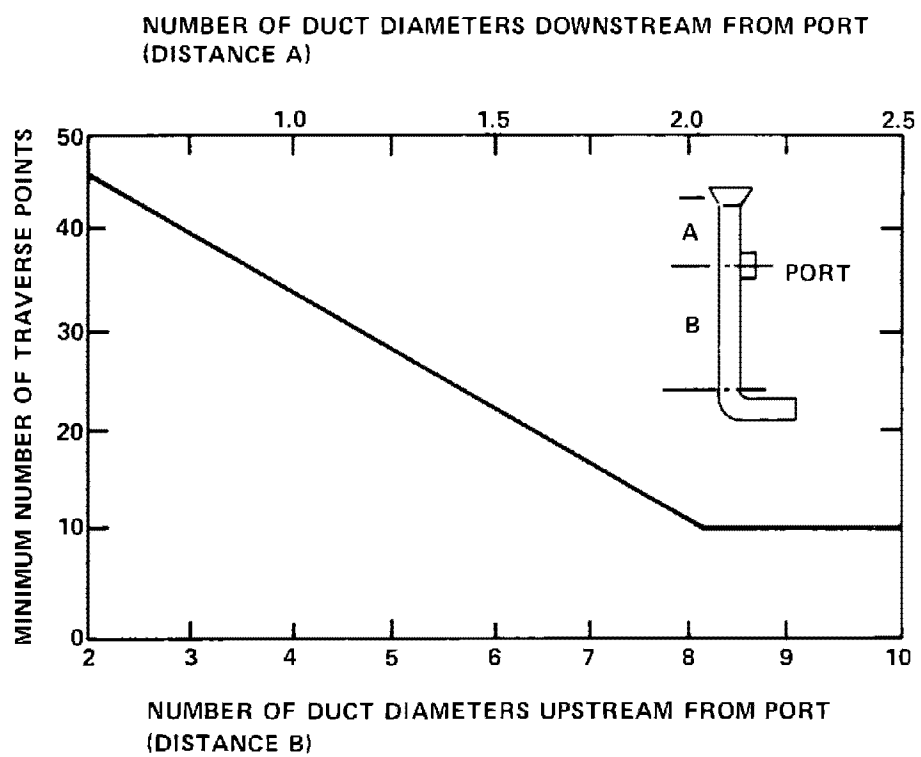 NUMBER OF DUCT DIAMETERS DOWNSTREAM FROM PORT
(DISTANCE A)
1.0 1.5 2.0 2.5
MINIMUM NUMBER OF TRAVERSE POINTS
50
40
30
20
10
0
A
PORT
B
2 3 4 5 6 7 8 9 10
NUMBER OF DUCT DIAMETERS UPSTREAM FROM PORT
(DISTANCE B)